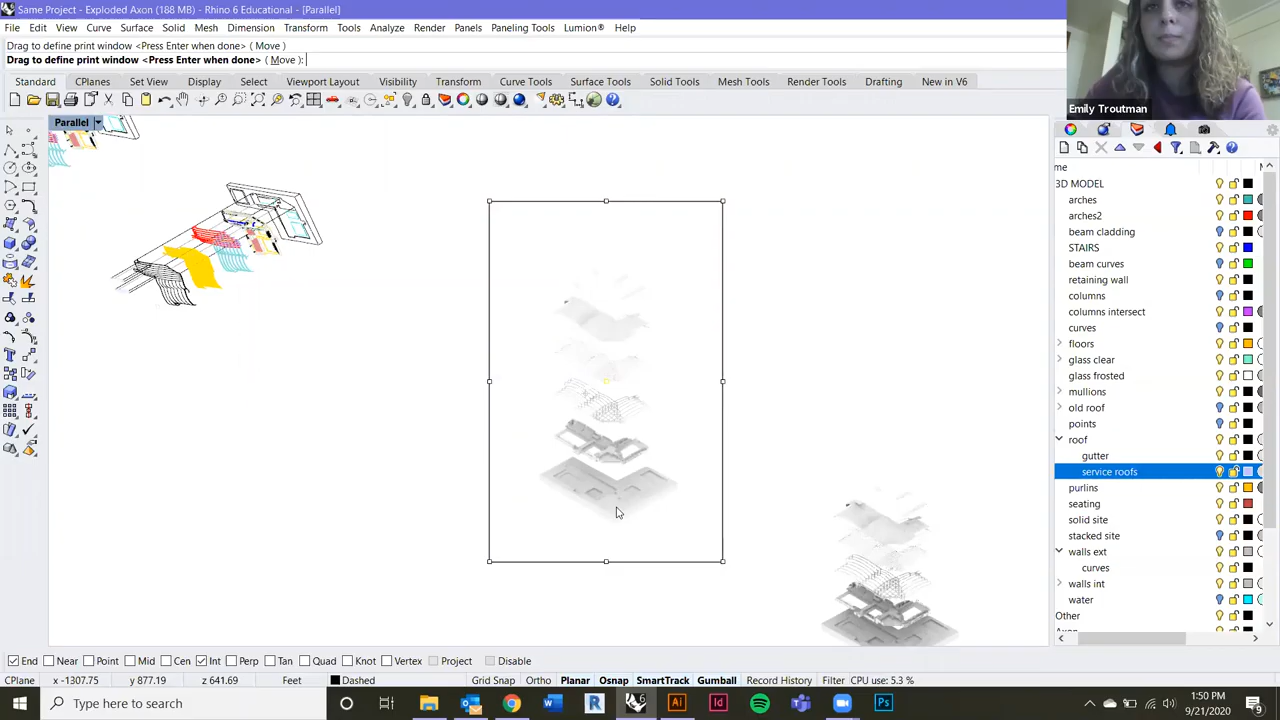 Same Project - Exploded Axon (188 MB) - Rhino 6 Educational - [Parallel]
File Edit View Curve Surface Solid Mesh Dimension Transform Tools Analyze Render Panels Paneling Tools Lumion® Help
Drag to define print window <Press Enter when done> ( Move )
Drag to define print window <Press Enter when done> ( Move ):
Standard CPlanes Set View Display Select Viewport Layout Visibility Transform Curve Tools Surface Tools Solid Tools Mesh Tools Render Tools Drafting New in V6
Emily Troutman
Parallel
me
3D MODEL
arches
arches2
beam cladding
STAIRS
beam curves
retaining wall
columns
columns intersect
curves
floors
glass clear
glass frosted
mullions
old roof
points
roof
gutter
service roofs
purlins
seating
solid site
stacked site
walls ext
curves
walls int
water
Other
End Near Point Mid Cen Int Perp Tan Quad Knot Vertex Project Disable
CPlane x -1307.75 y 877.19 z 641.69 Feet Dashed Grid Snap Ortho Planar Osnap SmartTrack Gumball Record History Filter CPU use: 5.3 %
Type here to search
1:50 PM
9/21/2020